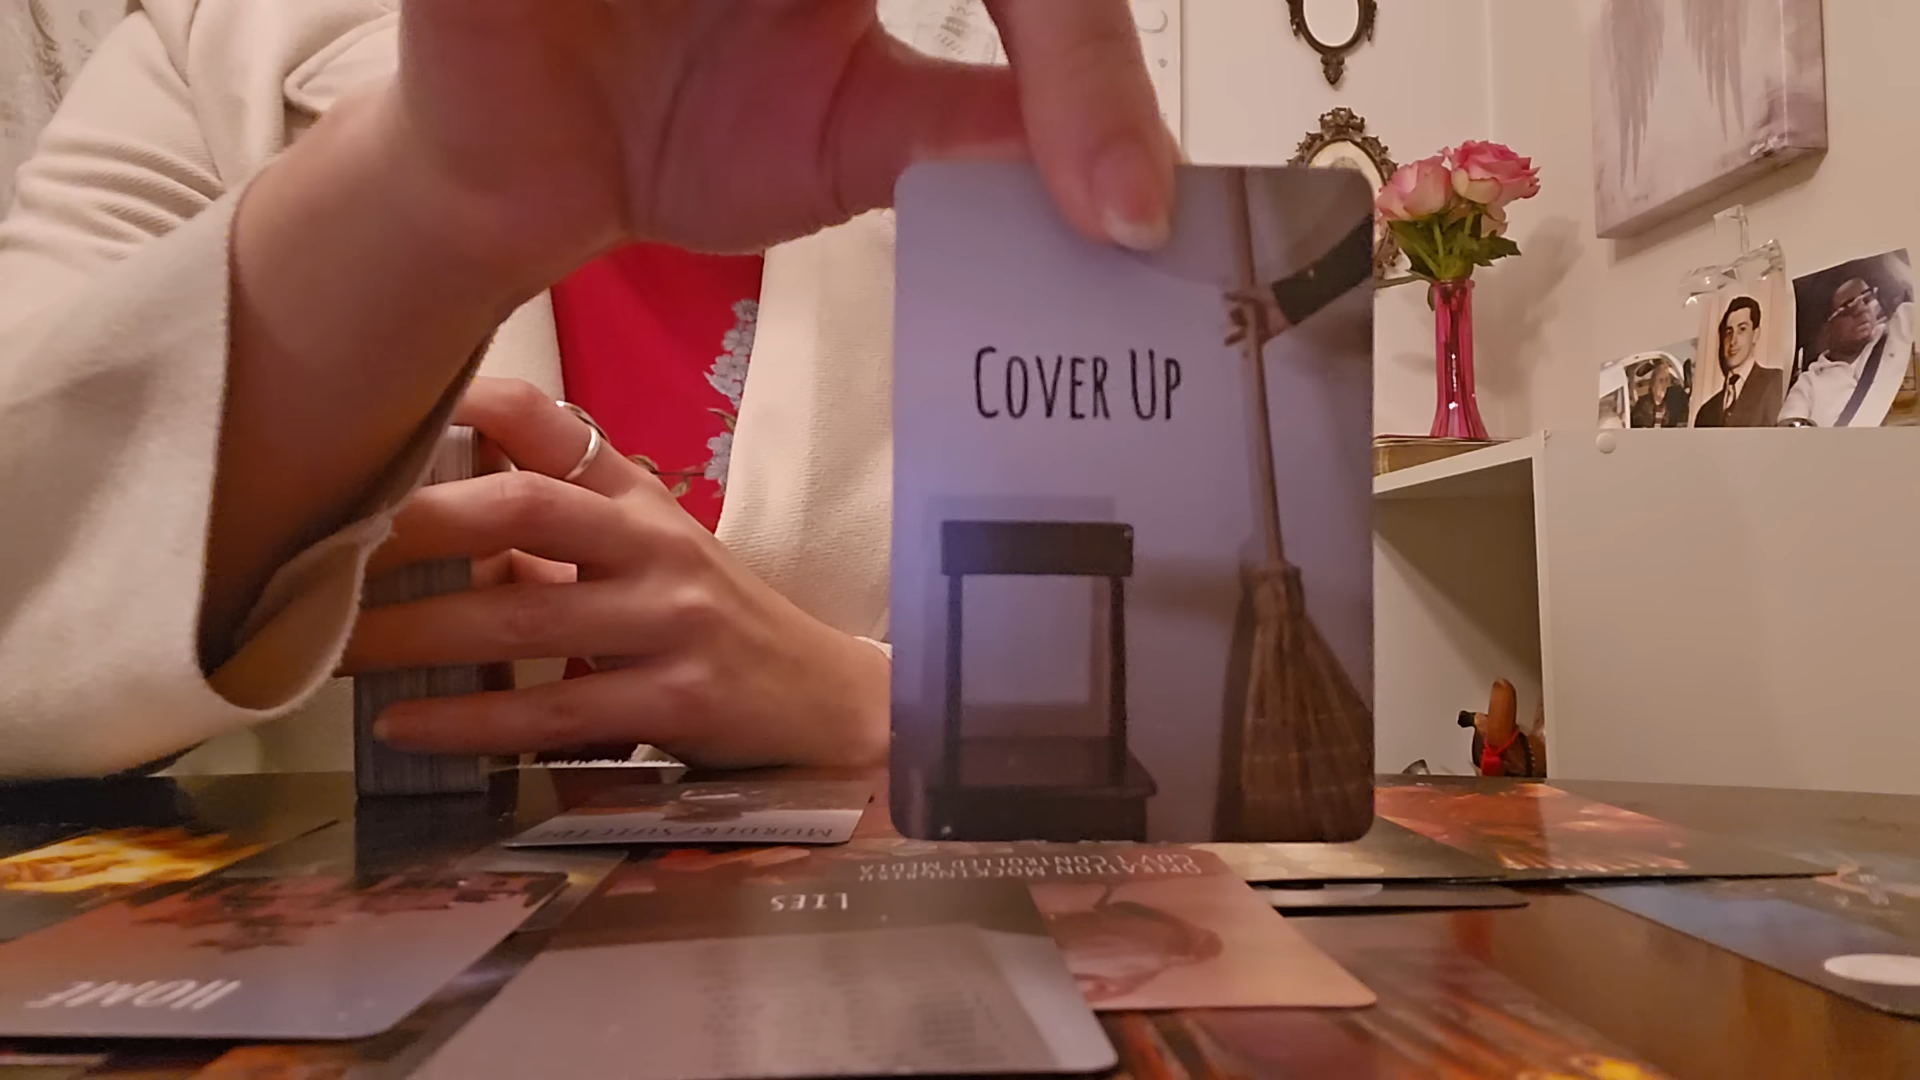 COVER UP
MURDER/SUICIDE
OPERATION MOCKINGBIRD
GOV'T CONTROLLED MEDIA
LIES
HOME